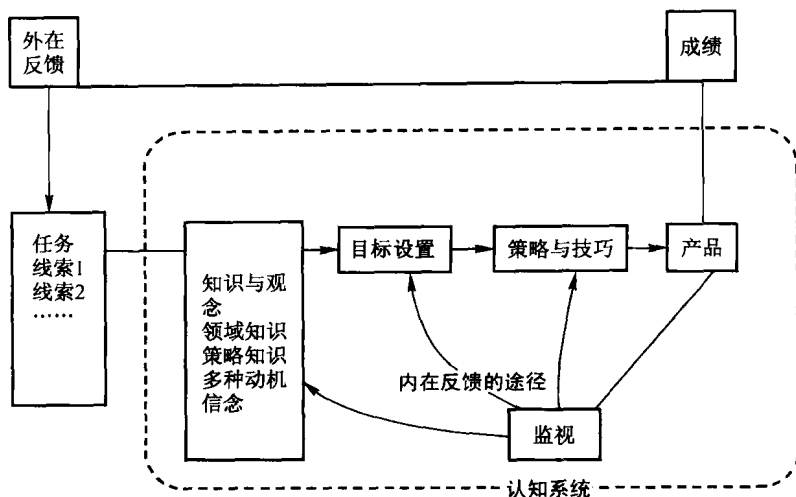 外在
反馈
成绩
任务
线索1
线索2
……
知识与观
念
领域知识
策略知识
多种动机
信念
目标设置
策略与技巧
产品
内在反馈的途径
监视
认知系统